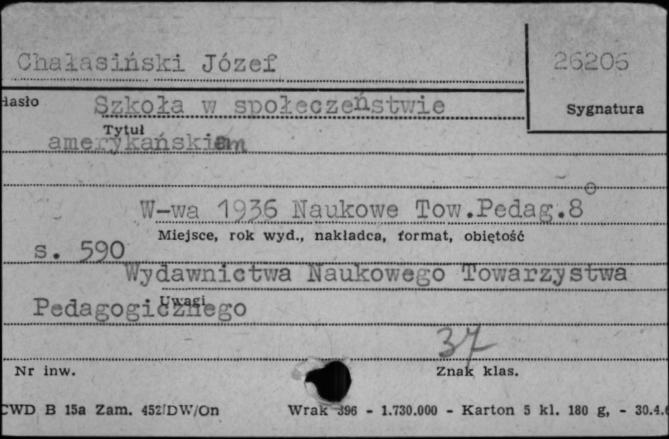 Chałasiński Józef 26205
Hasło Szkoła w społeczeństwie Sygnatura
Tytuł
amerykańskiem
W-wa 1936 Naukowe Tow.Pedag.8°
Miejsce, rok wyd., nakładca, format, obiętość
s. 590
Wydawnictwa Naukowego Towarzystwa
Uwagi
Pedagogicznego
37
Nr inw. Znak klas.
CWD B 15a Zam. 452/DW/On Wrak 396 - 1.730.000 - Karton 5 kl. 180 g, - 30.4.6